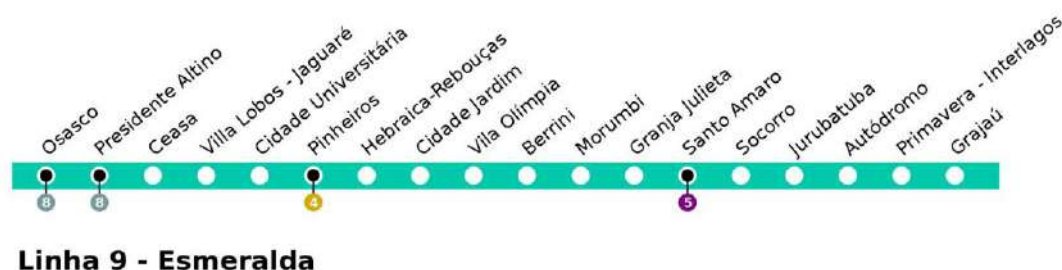 Osasco
Presidente Altino
Ceasa
Villa Lobos - Jaguaré
Cidade Universitária
Pinheiros
Hebraica-Rebouças
Cidade Jardim
Vila Olímpia
Berrini
Morumbi
Granja Julieta
Santo Amaro
Socorro
Jurubatuba
Autódromo
Primavera - Interlagos
Grajaú
8
8
4
5
Linha 9 - Esmeralda